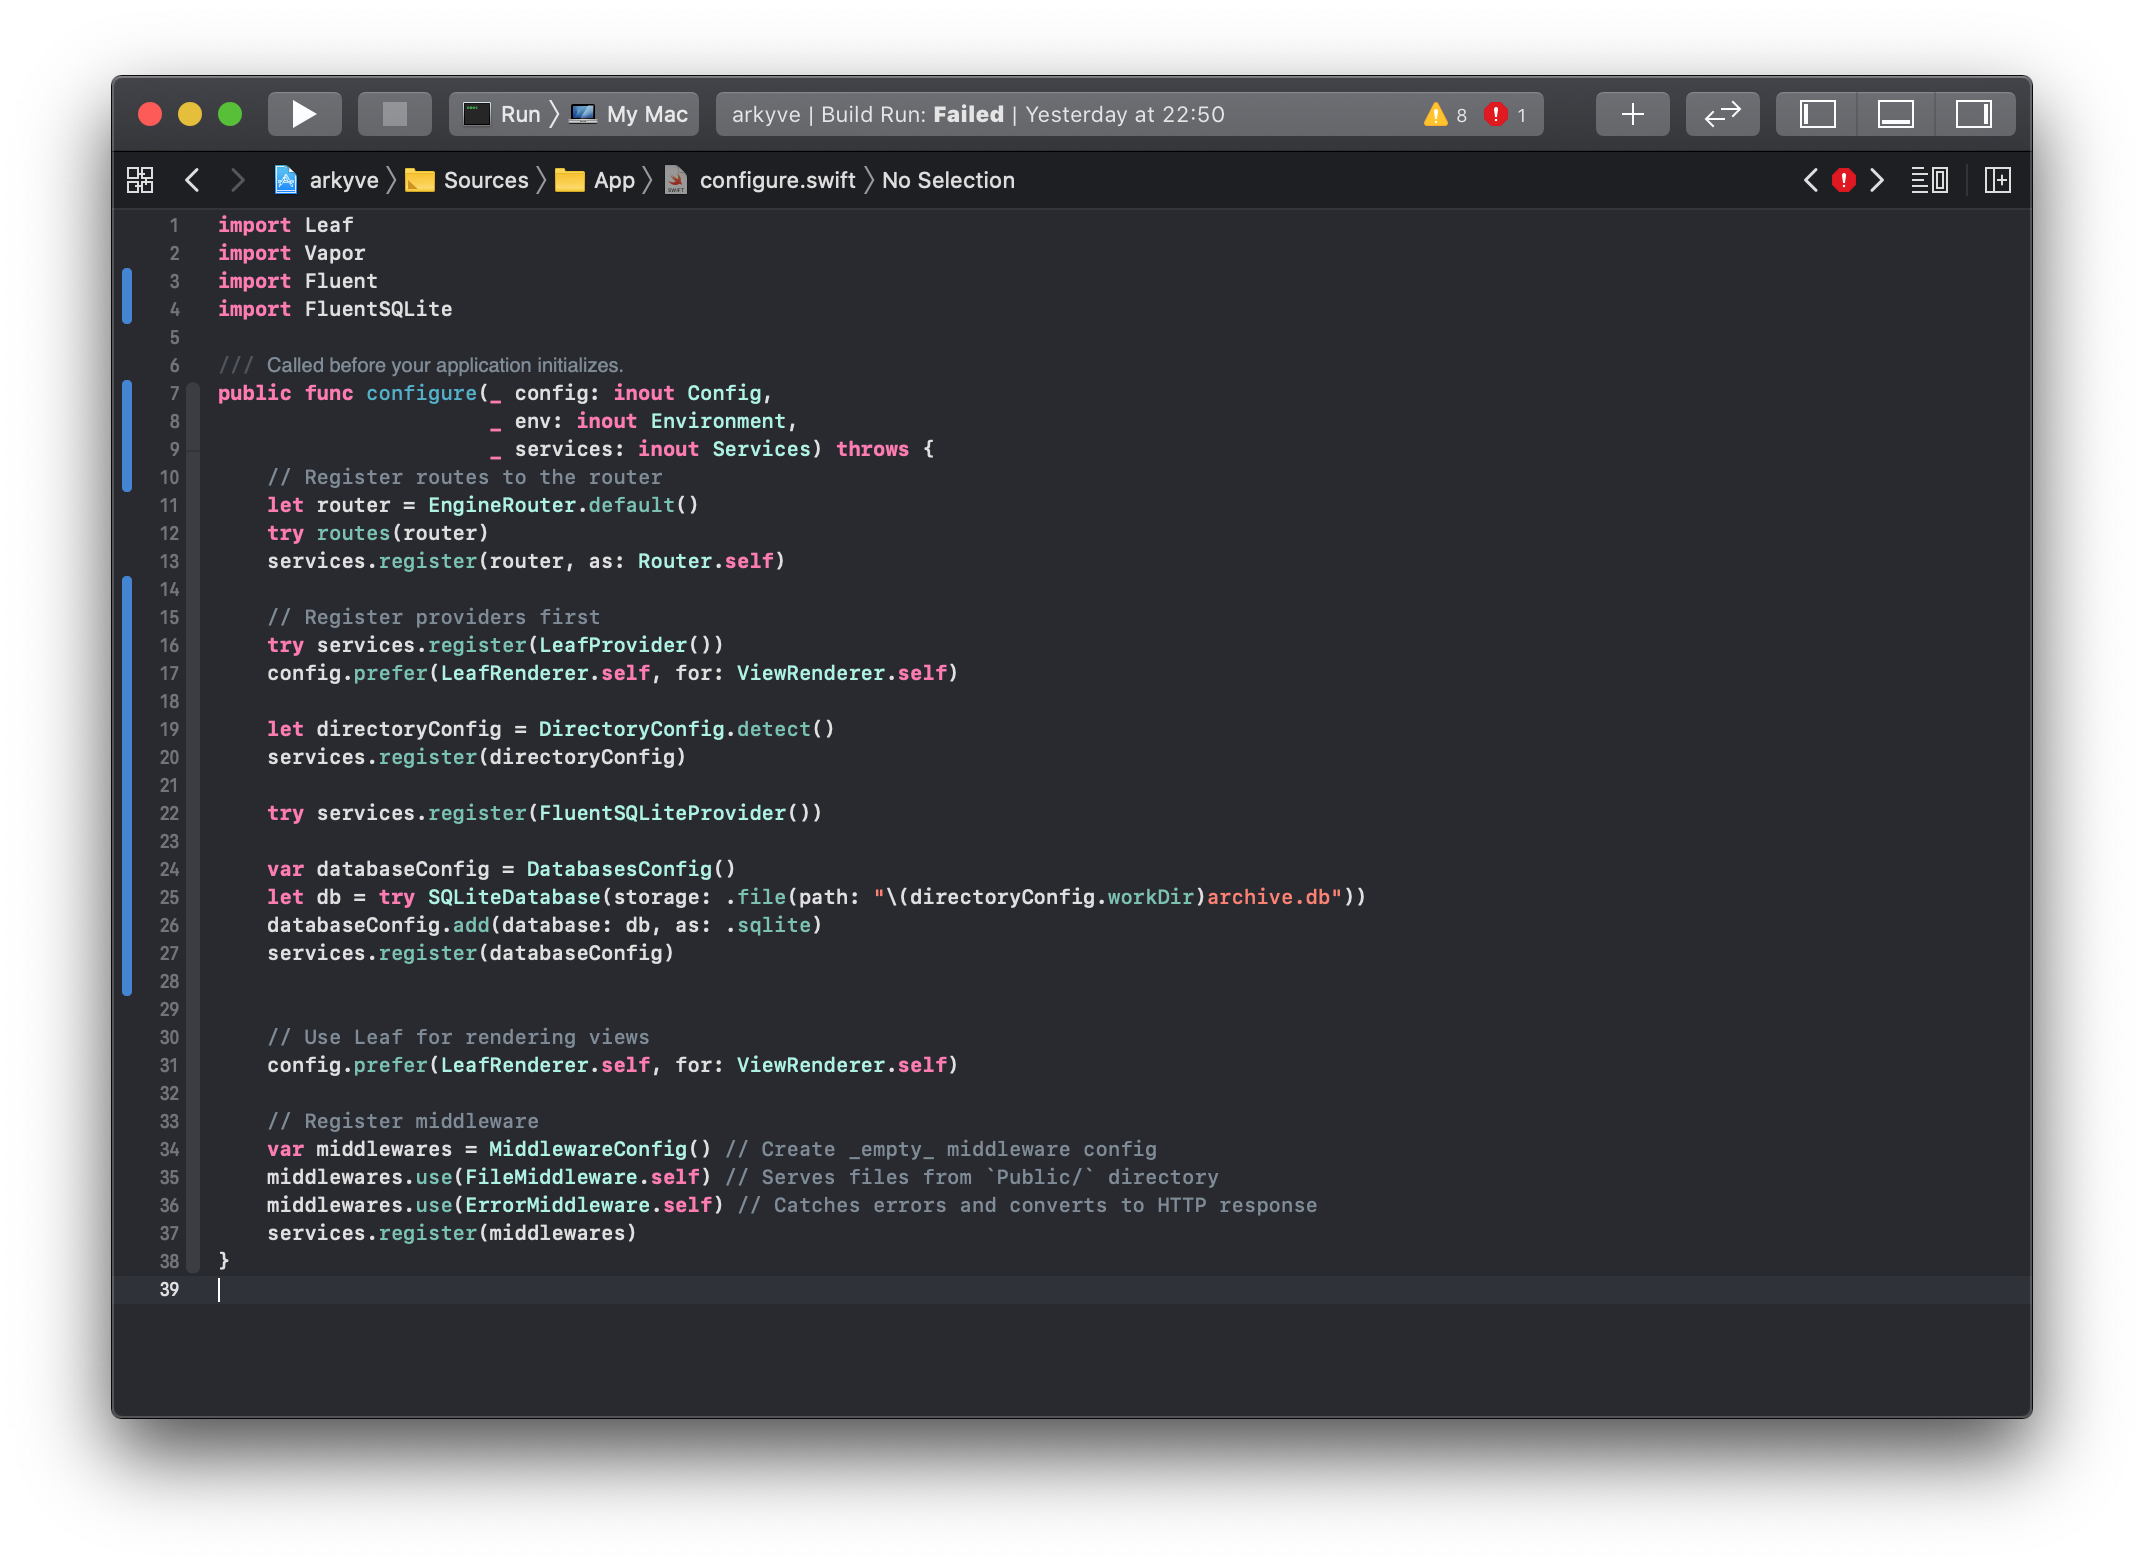 Run 〉 My Mac
arkyve | Build Run: Failed | Yesterday at 22:50 8 1
arkyve 〉 Sources 〉 App 〉 configure.swift 〉 No Selection
1 import Leaf
2 import Vapor
3 import Fluent
4 import FluentSQLite
5
6 /// Called before your application initializes.
7 public func configure(_ config: inout Config,
8 _ env: inout Environment,
9 _ services: inout Services) throws {
10 // Register routes to the router
11 let router = EngineRouter.default()
12 try routes(router)
13 services.register(router, as: Router.self)
14
15 // Register providers first
16 try services.register(LeafProvider())
17 config.prefer(LeafRenderer.self, for: ViewRenderer.self)
18
19 let directoryConfig = DirectoryConfig.detect()
20 services.register(directoryConfig)
21
22 try services.register(FluentSQLiteProvider())
23
24 var databaseConfig = DatabasesConfig()
25 let db = try SQLiteDatabase(storage: .file(path: "\(directoryConfig.workDir)archive.db"))
26 databaseConfig.add(database: db, as: .sqlite)
27 services.register(databaseConfig)
28
29
30 // Use Leaf for rendering views
31 config.prefer(LeafRenderer.self, for: ViewRenderer.self)
32
33 // Register middleware
34 var middlewares = MiddlewareConfig() // Create _empty_ middleware config
35 middlewares.use(FileMiddleware.self) // Serves files from `Public/` directory
36 middlewares.use(ErrorMiddleware.self) // Catches errors and converts to HTTP response
37 services.register(middlewares)
38 }
39